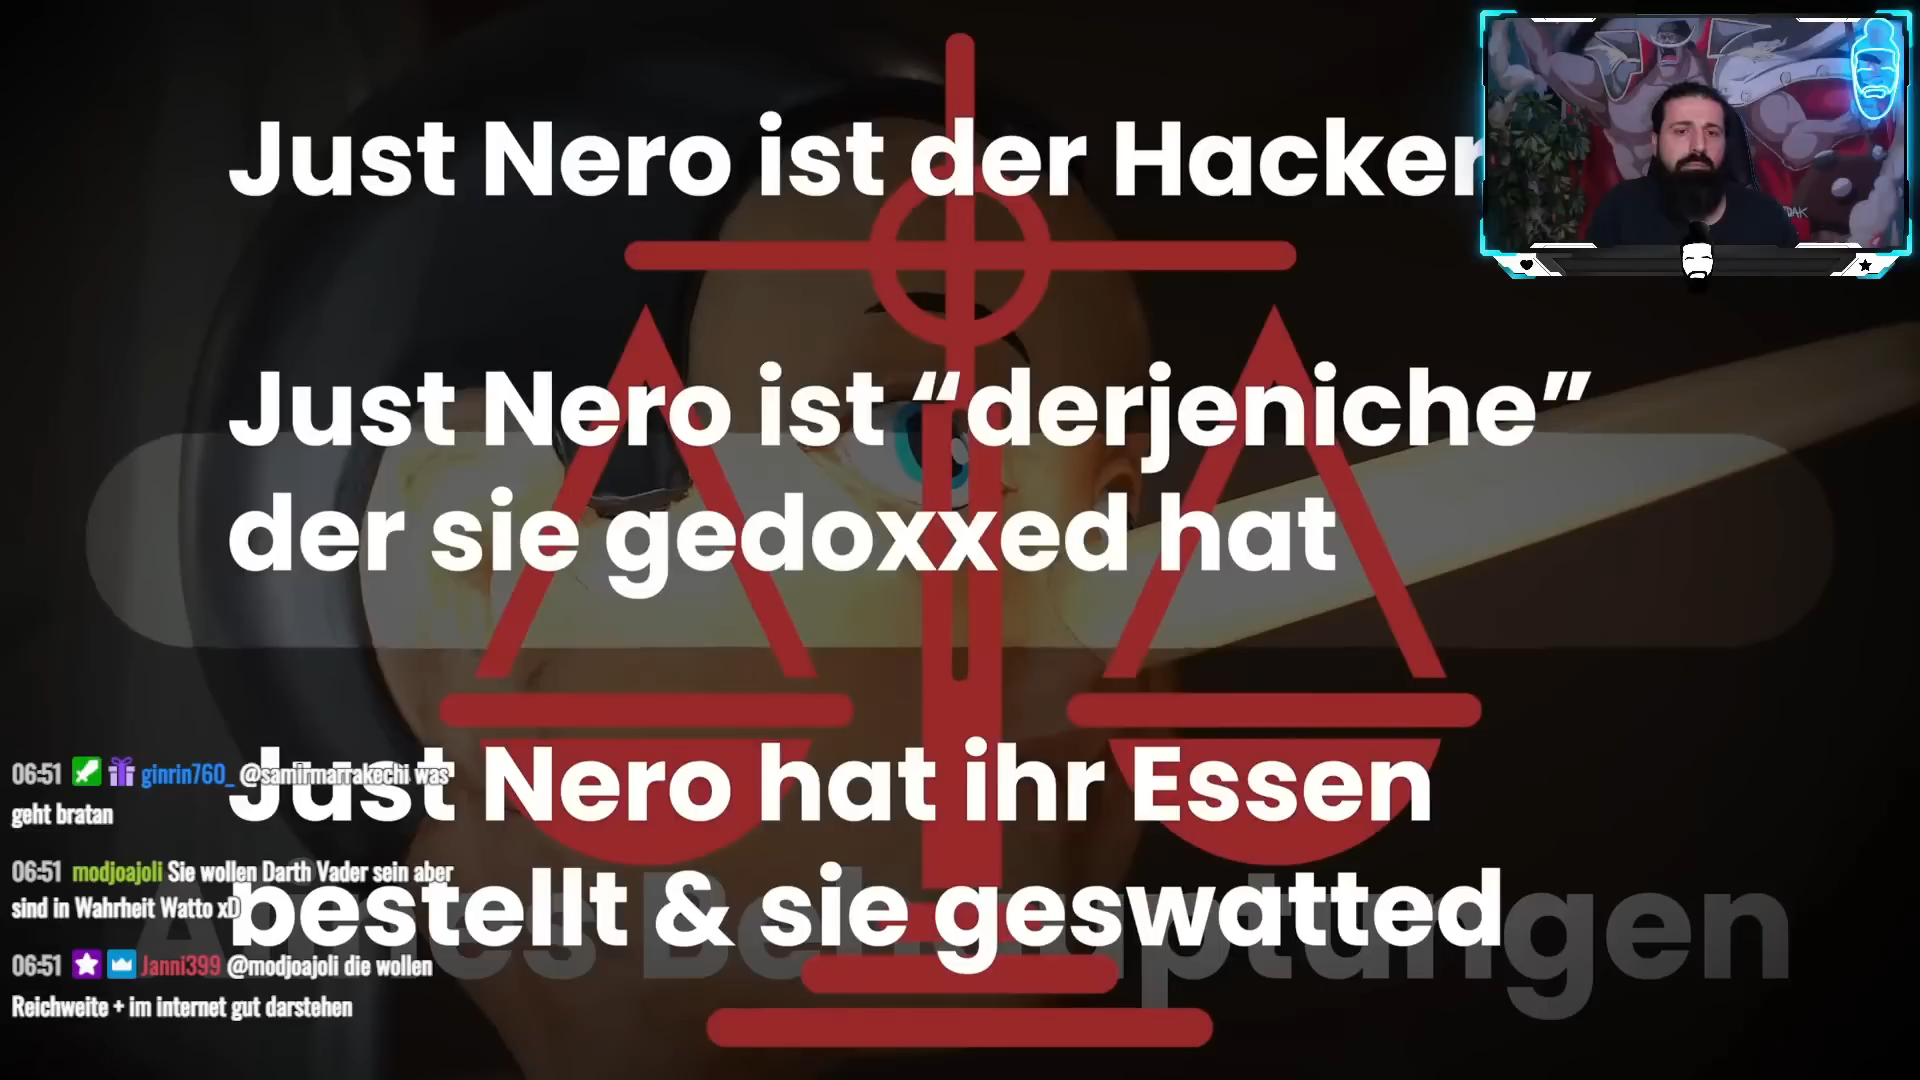 Just Nero ist der Hacker
Just Nero ist “derjeniche”
der sie gedoxxed hat
Just Nero hat ihr Essen
bestellt & sie geswatted
06:51 ginrin760_ @samirmarrakechi was
geht bratan
06:51 modjoajoli Sie wollen Darth Vader sein aber
sind in Wahrheit Watto xD
06:51 Janni399 @modjoajoli die wollen
Reichweite + im internet gut darstehen